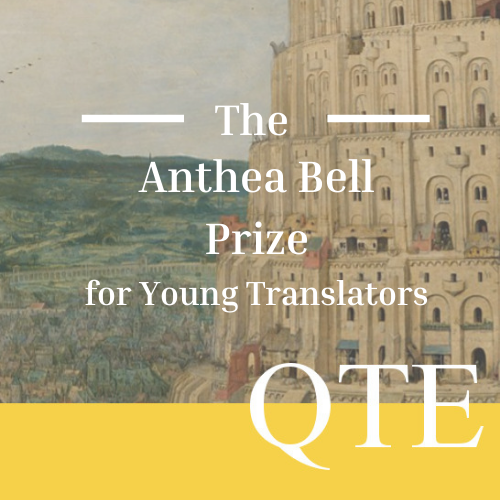 The
Anthea Bell
Prize
for Young Translators
QTE